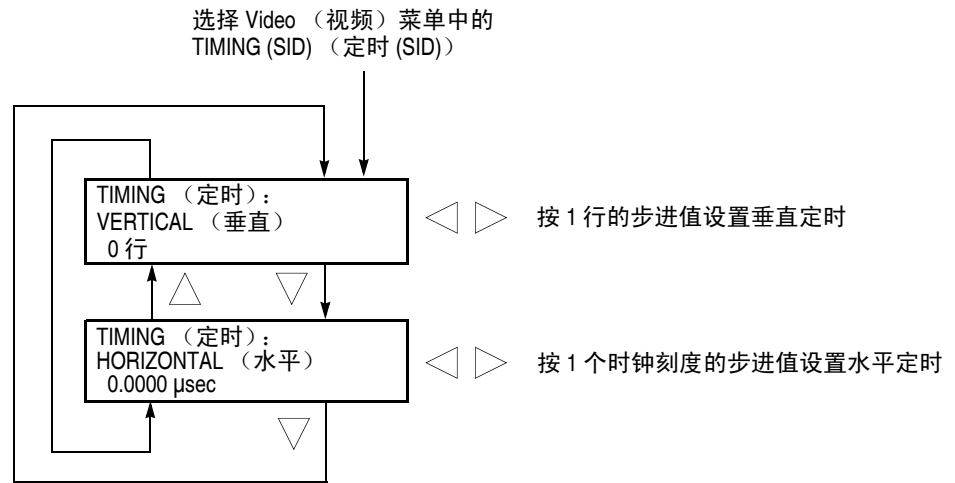 选择 Video （视频）菜单中的
TIMING (SID) （定时 (SID)）
TIMING （定时）：
VERTICAL （垂直）
0 行
按 1 行的步进值设置垂直定时
TIMING （定时）：
HORIZONTAL （水平）
0.0000 µsec
按 1 个时钟刻度的步进值设置水平定时